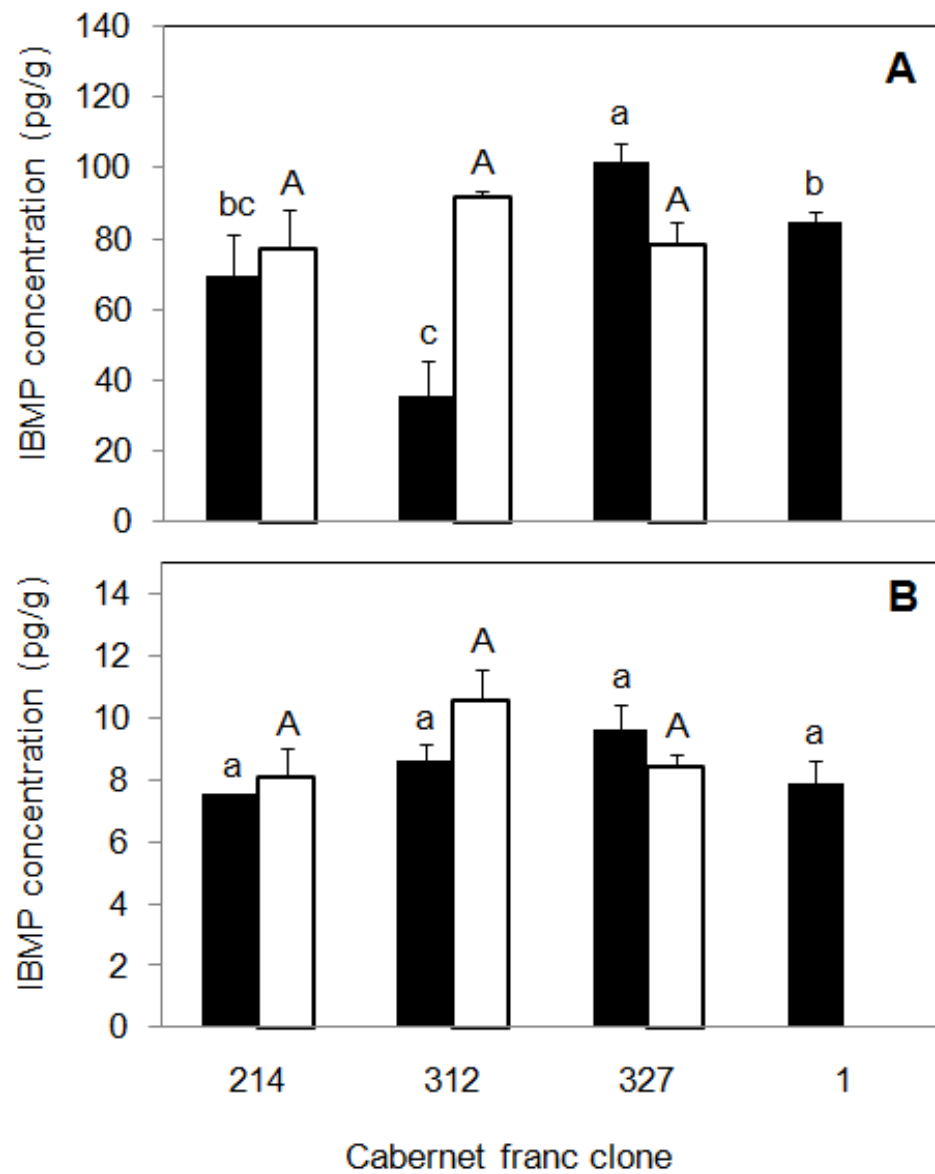 IBMP concentration (pg/g)
140
120
100
80
60
40
20
0
A
bc
A
c
A
a
A
b
IBMP concentration (pg/g)
14
12
10
8
6
4
2
0
B
a
A
a
A
a
A
a
214 312 327 1
Cabernet franc clone